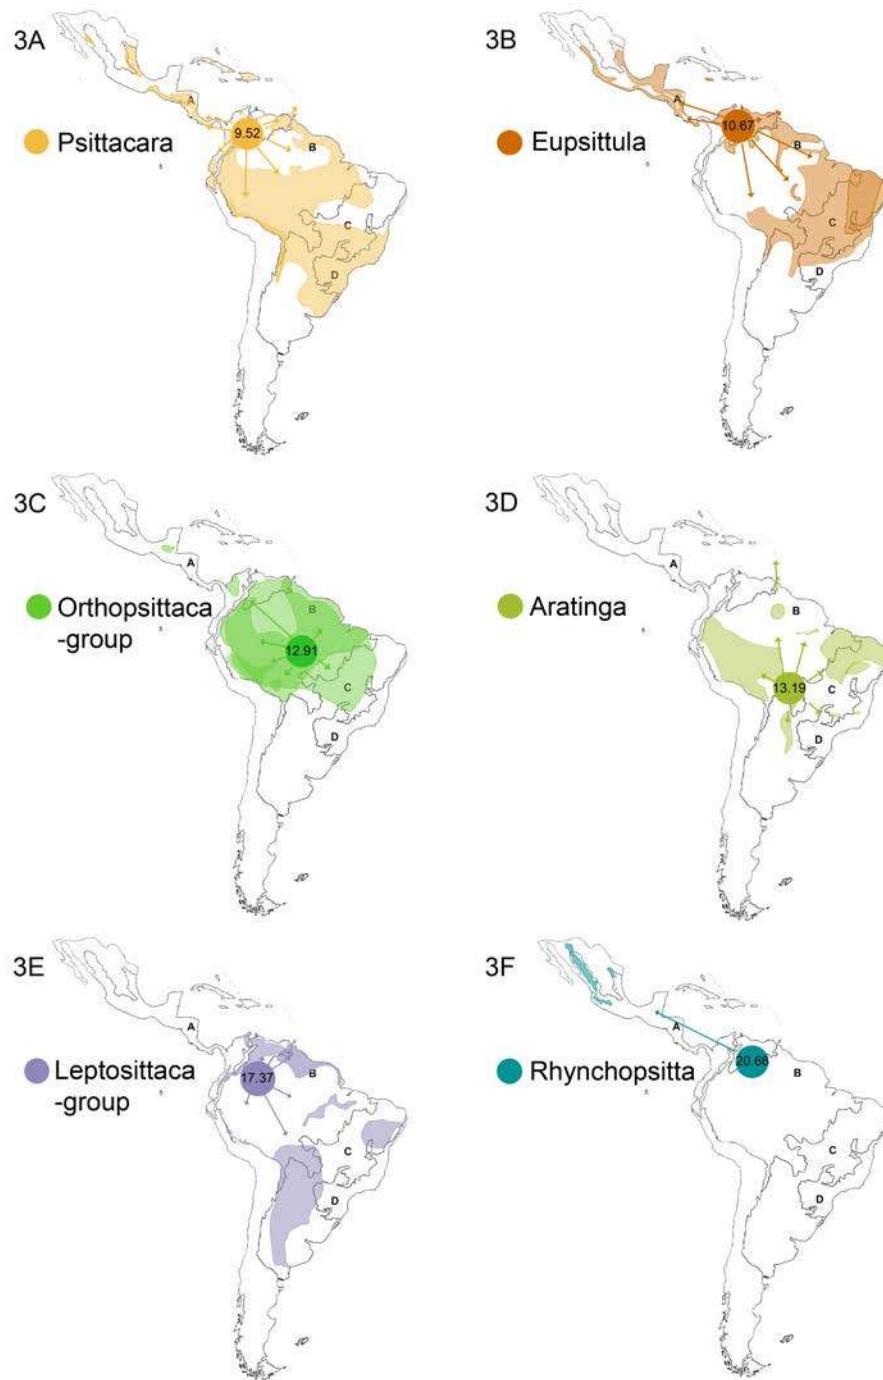 3A
A
9.52
B
Psittacara
C
D
3B
A
10.67
B
Eupsittula
C
D
3C
A
B
Orthopsittaca
-group
12.91
C
D
3D
A
B
Aratinga
13.19
C
D
3E
A
B
17.37
Leptosittaca
-group
C
D
3F
A
20.66
B
Rhynchopsitta
C
D